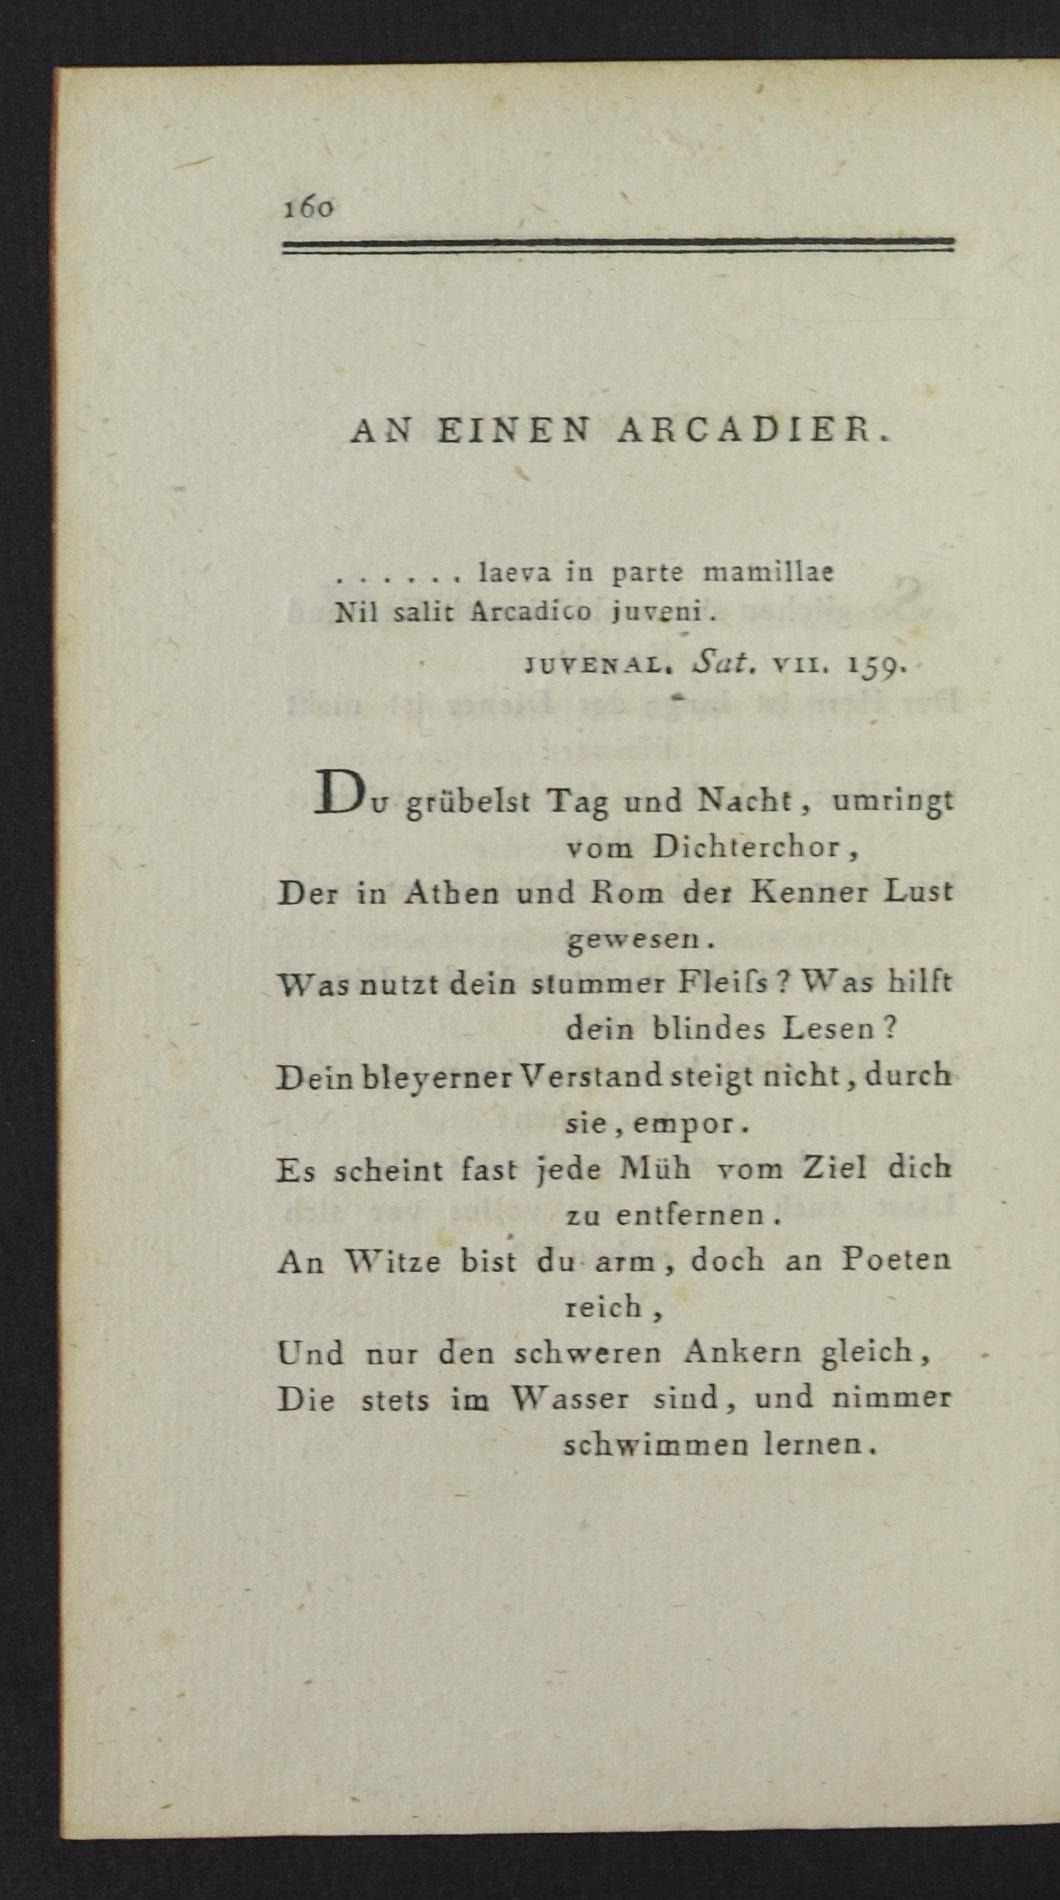 160
AN EINEN ARCADIER.
. . . . . . laeva in parte mamillae
Nil salit Arcadico juveni.
JUVENAL. Sat. VII. 159.
Du grübelst Tag und Nacht, umringt
vom Dichterchor,
Der in Athen und Rom der Kenner Lust
gewesen.
Was nutzt dein stummer Fleiſs? Was hilft
dein blindes Lesen?
Dein bleyerner Verstand steigt nicht, durch
sie, empor.
Es scheint fast jede Müh vom Ziel dich
zu entfernen.
An Witze bist du arm, doch an Poeten
reich,
Und nur den schweren Ankern gleich,
Die stets im Wasser sind, und nimmer
schwimmen lernen.